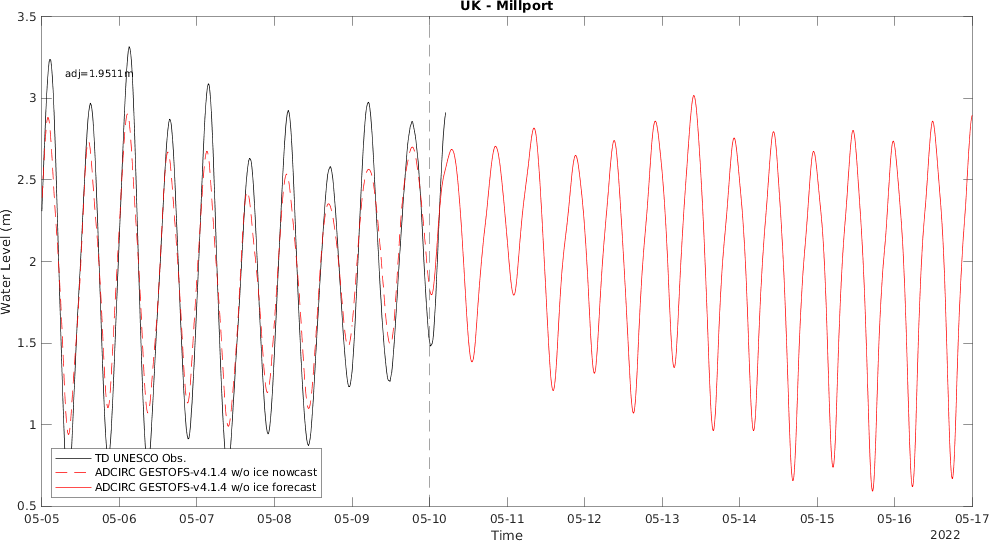 UK - Millport
3.5
adj=1.9511m
3
2.5
2
1.5
1
0.5
Water Level (m)
TD UNESCO Obs.
ADCIRC GESTOFS-v4.1.4 w/o ice nowcast
ADCIRC GESTOFS-v4.1.4 w/o ice forecast
05-05 05-06 05-07 05-08 05-09 05-10 05-11 05-12 05-13 05-14 05-15 05-16 05-17
Time
2022